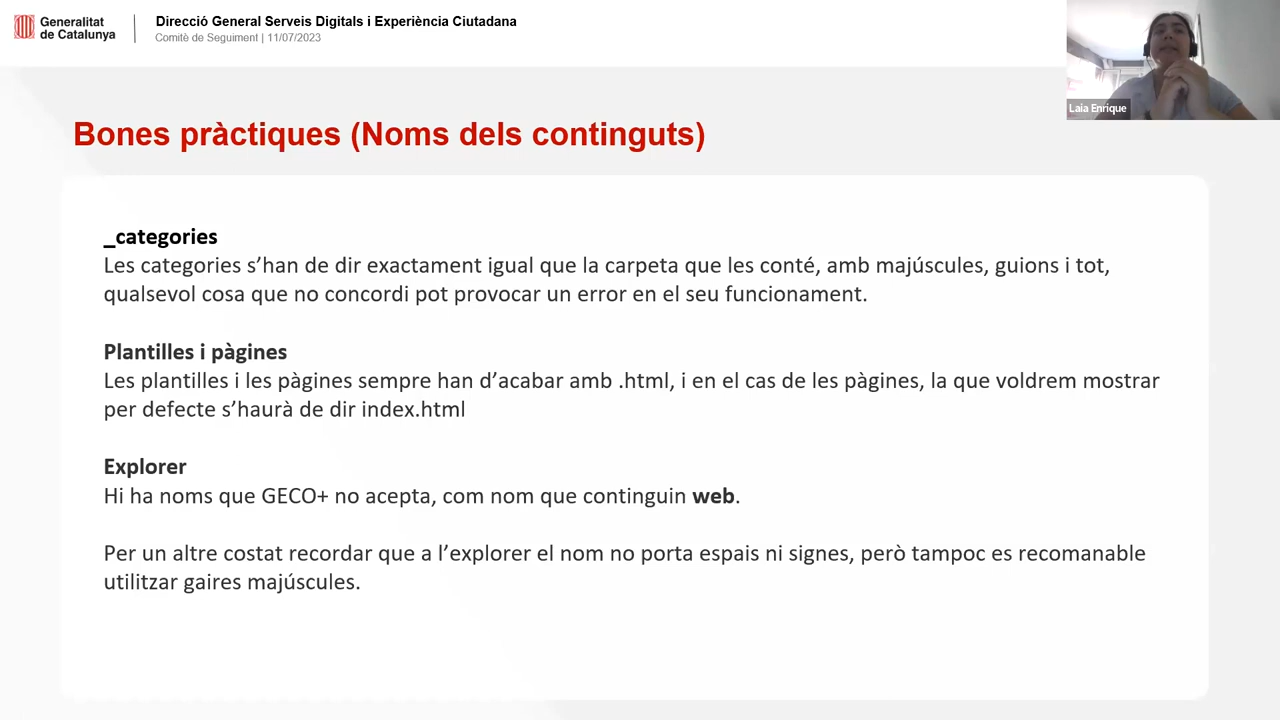 Generalitat
de Catalunya
Direcció General Serveis Digitals i Experiència Ciutadana
Comitè de Seguiment | 11/07/2023
Laia Enrique
Bones pràctiques (Noms dels continguts)
_categories
Les categories s’han de dir exactament igual que la carpeta que les conté, amb majúscules, guions i tot,
qualsevol cosa que no concordi pot provocar un error en el seu funcionament.
Plantilles i pàgines
Les plantilles i les pàgines sempre han d’acabar amb .html, i en el cas de les pàgines, la que voldrem mostrar
per defecte s’haurà de dir index.html
Explorer
Hi ha noms que GECO+ no acepta, com nom que continguin web.
Per un altre costat recordar que a l’explorer el nom no porta espais ni signes, però tampoc es recomanable
utilitzar gaires majúscules.